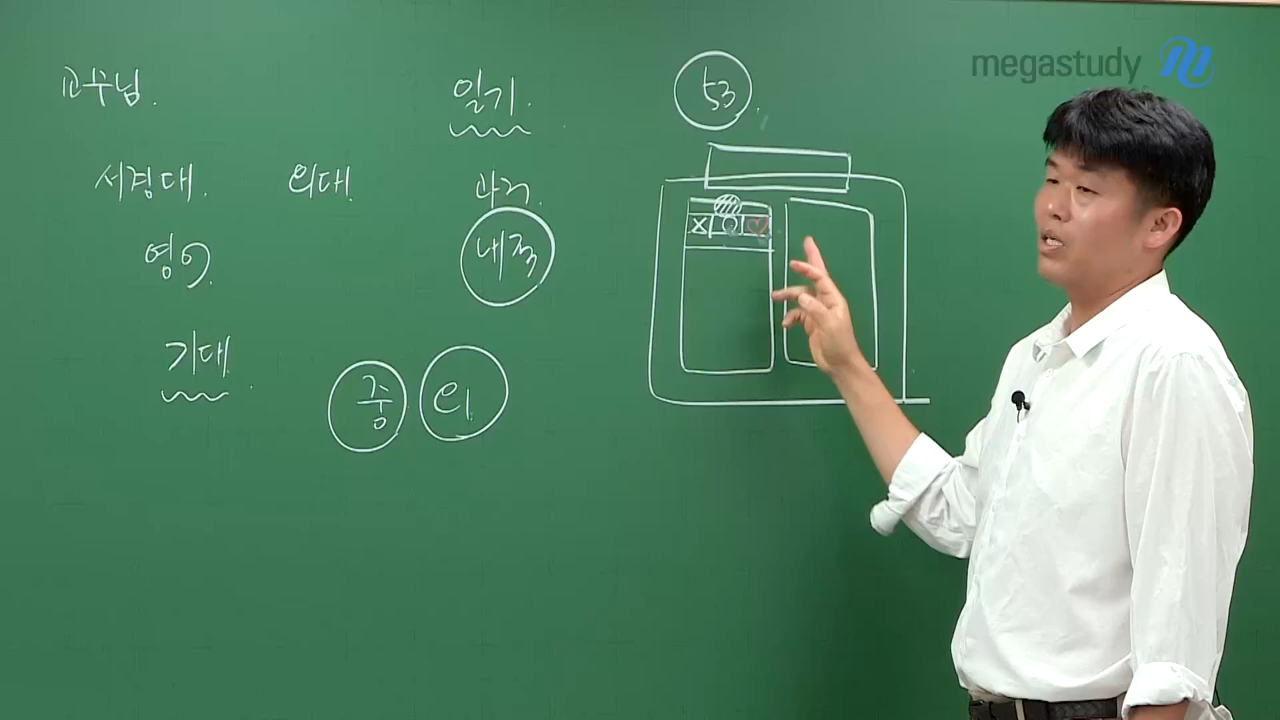 megastudy
교수님. 일기. 53.
서경대. 의대. 과거.
영어. 내적
기대.
중